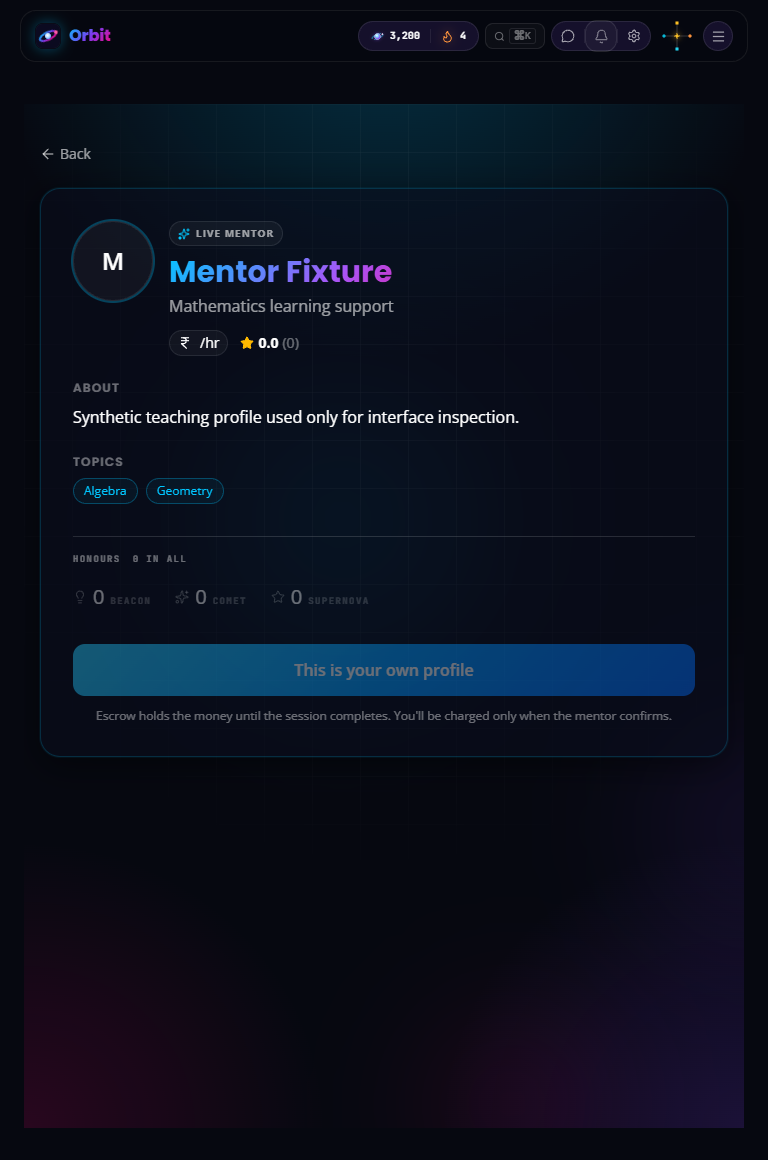 Orbit
3,200 4 ⌘K
← Back
M
LIVE MENTOR
Mentor Fixture
Mathematics learning support
₹ /hr 0.0 (0)
ABOUT
Synthetic teaching profile used only for interface inspection.
TOPICS
Algebra Geometry
HONOURS 0 IN ALL
0 BEACON 0 COMET 0 SUPERNOVA
This is your own profile
Escrow holds the money until the session completes. You'll be charged only when the mentor confirms.